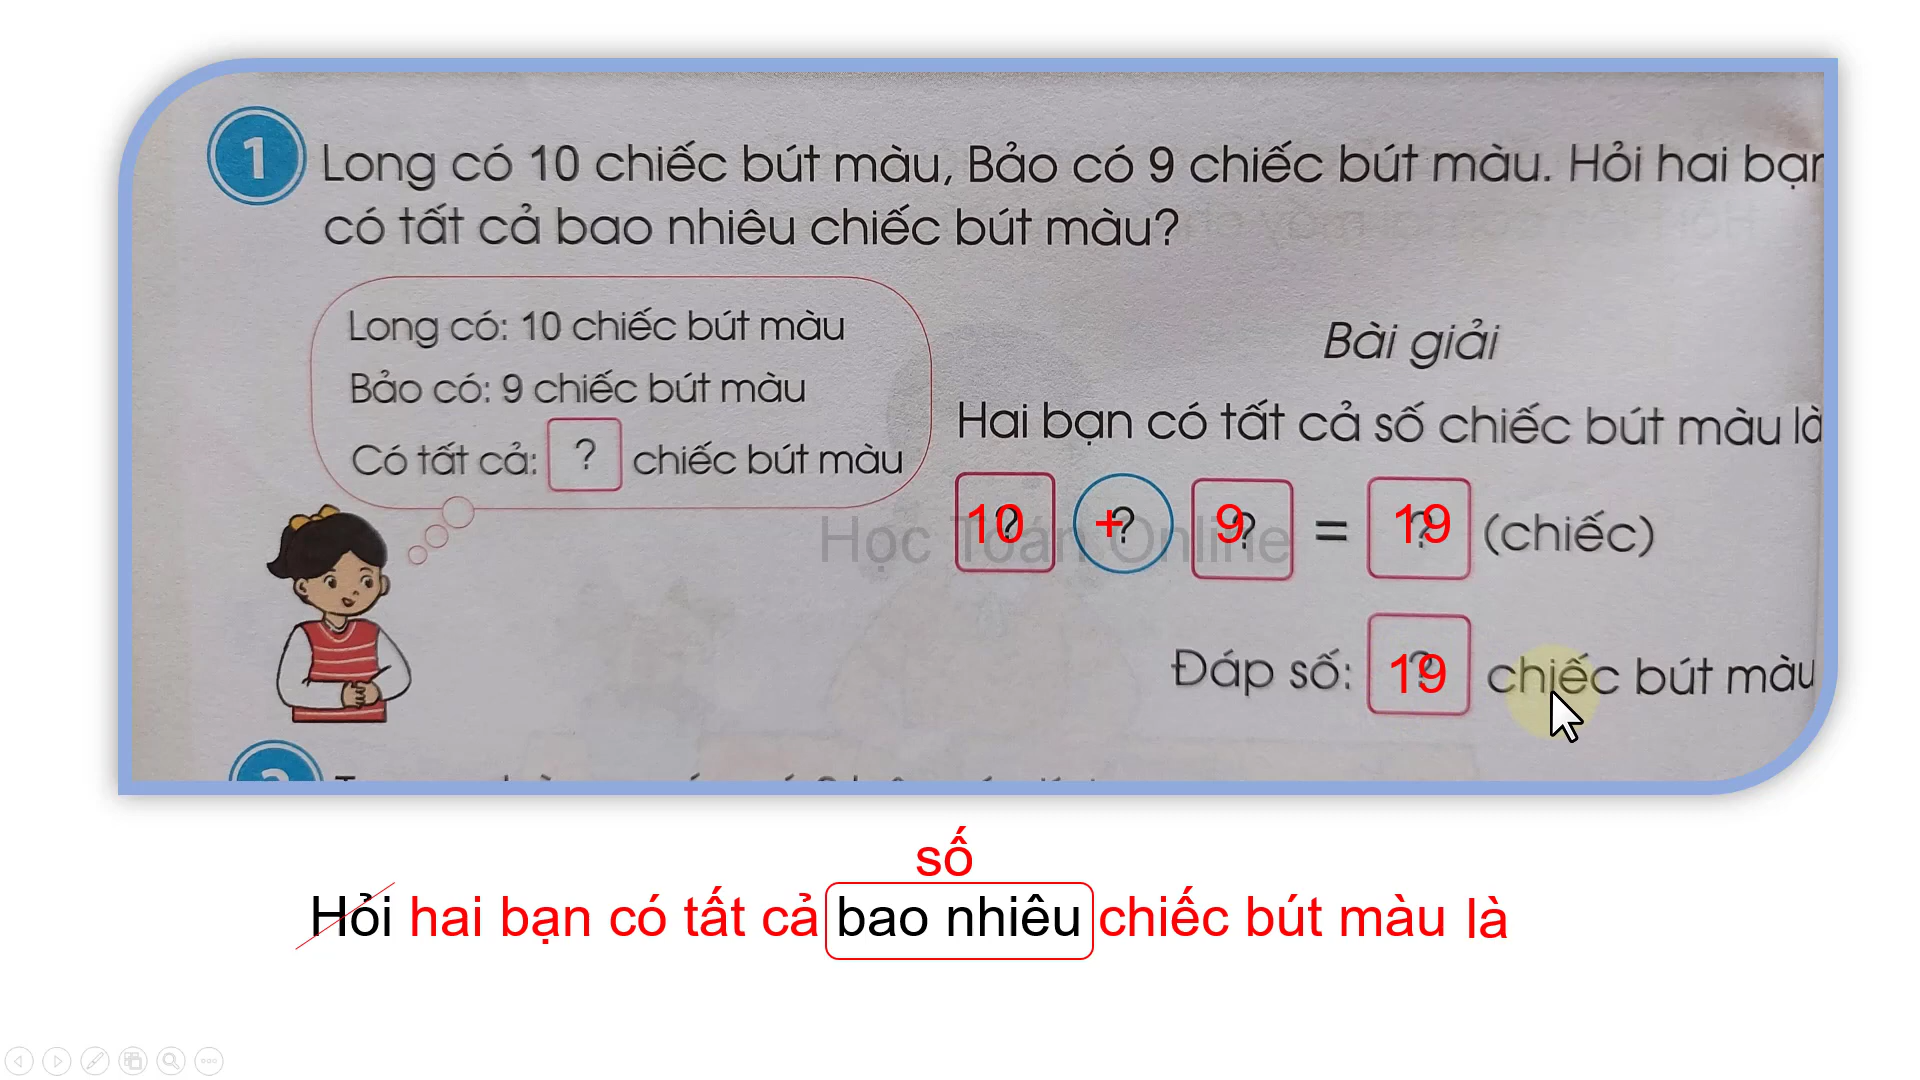 1 Long có 10 chiếc bút màu, Bảo có 9 chiếc bút màu. Hỏi hai bạn
có tất cả bao nhiêu chiếc bút màu?
Long có: 10 chiếc bút màu
Bảo có: 9 chiếc bút màu
Có tất cả: ? chiếc bút màu
Bài giải
Hai bạn có tất cả số chiếc bút màu là
10 + 9 = 19 (chiếc)
Học Toán Online
Đáp số: 19 chiếc bút màu
số
Hỏi hai bạn có tất cả bao nhiêu chiếc bút màu là